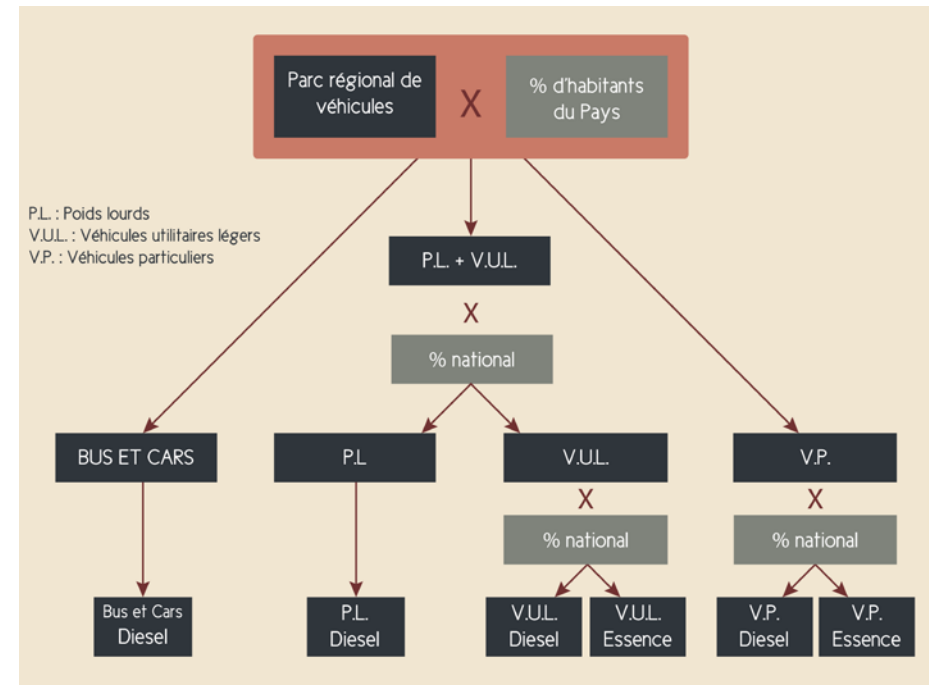 Parc régional de
véhicules
X
% d'habitants
du Pays
P.L. : Poids lourds
V.U.L. : Véhicules utilitaires légers
V.P. : Véhicules particuliers
P.L. + V.U.L.
X
% national
BUS ET CARS
P.L
V.U.L.
V.P.
X
X
% national
% national
Bus et Cars
Diesel
P.L.
Diesel
V.U.L.
Diesel
V.U.L.
Essence
V.P.
Diesel
V.P.
Essence